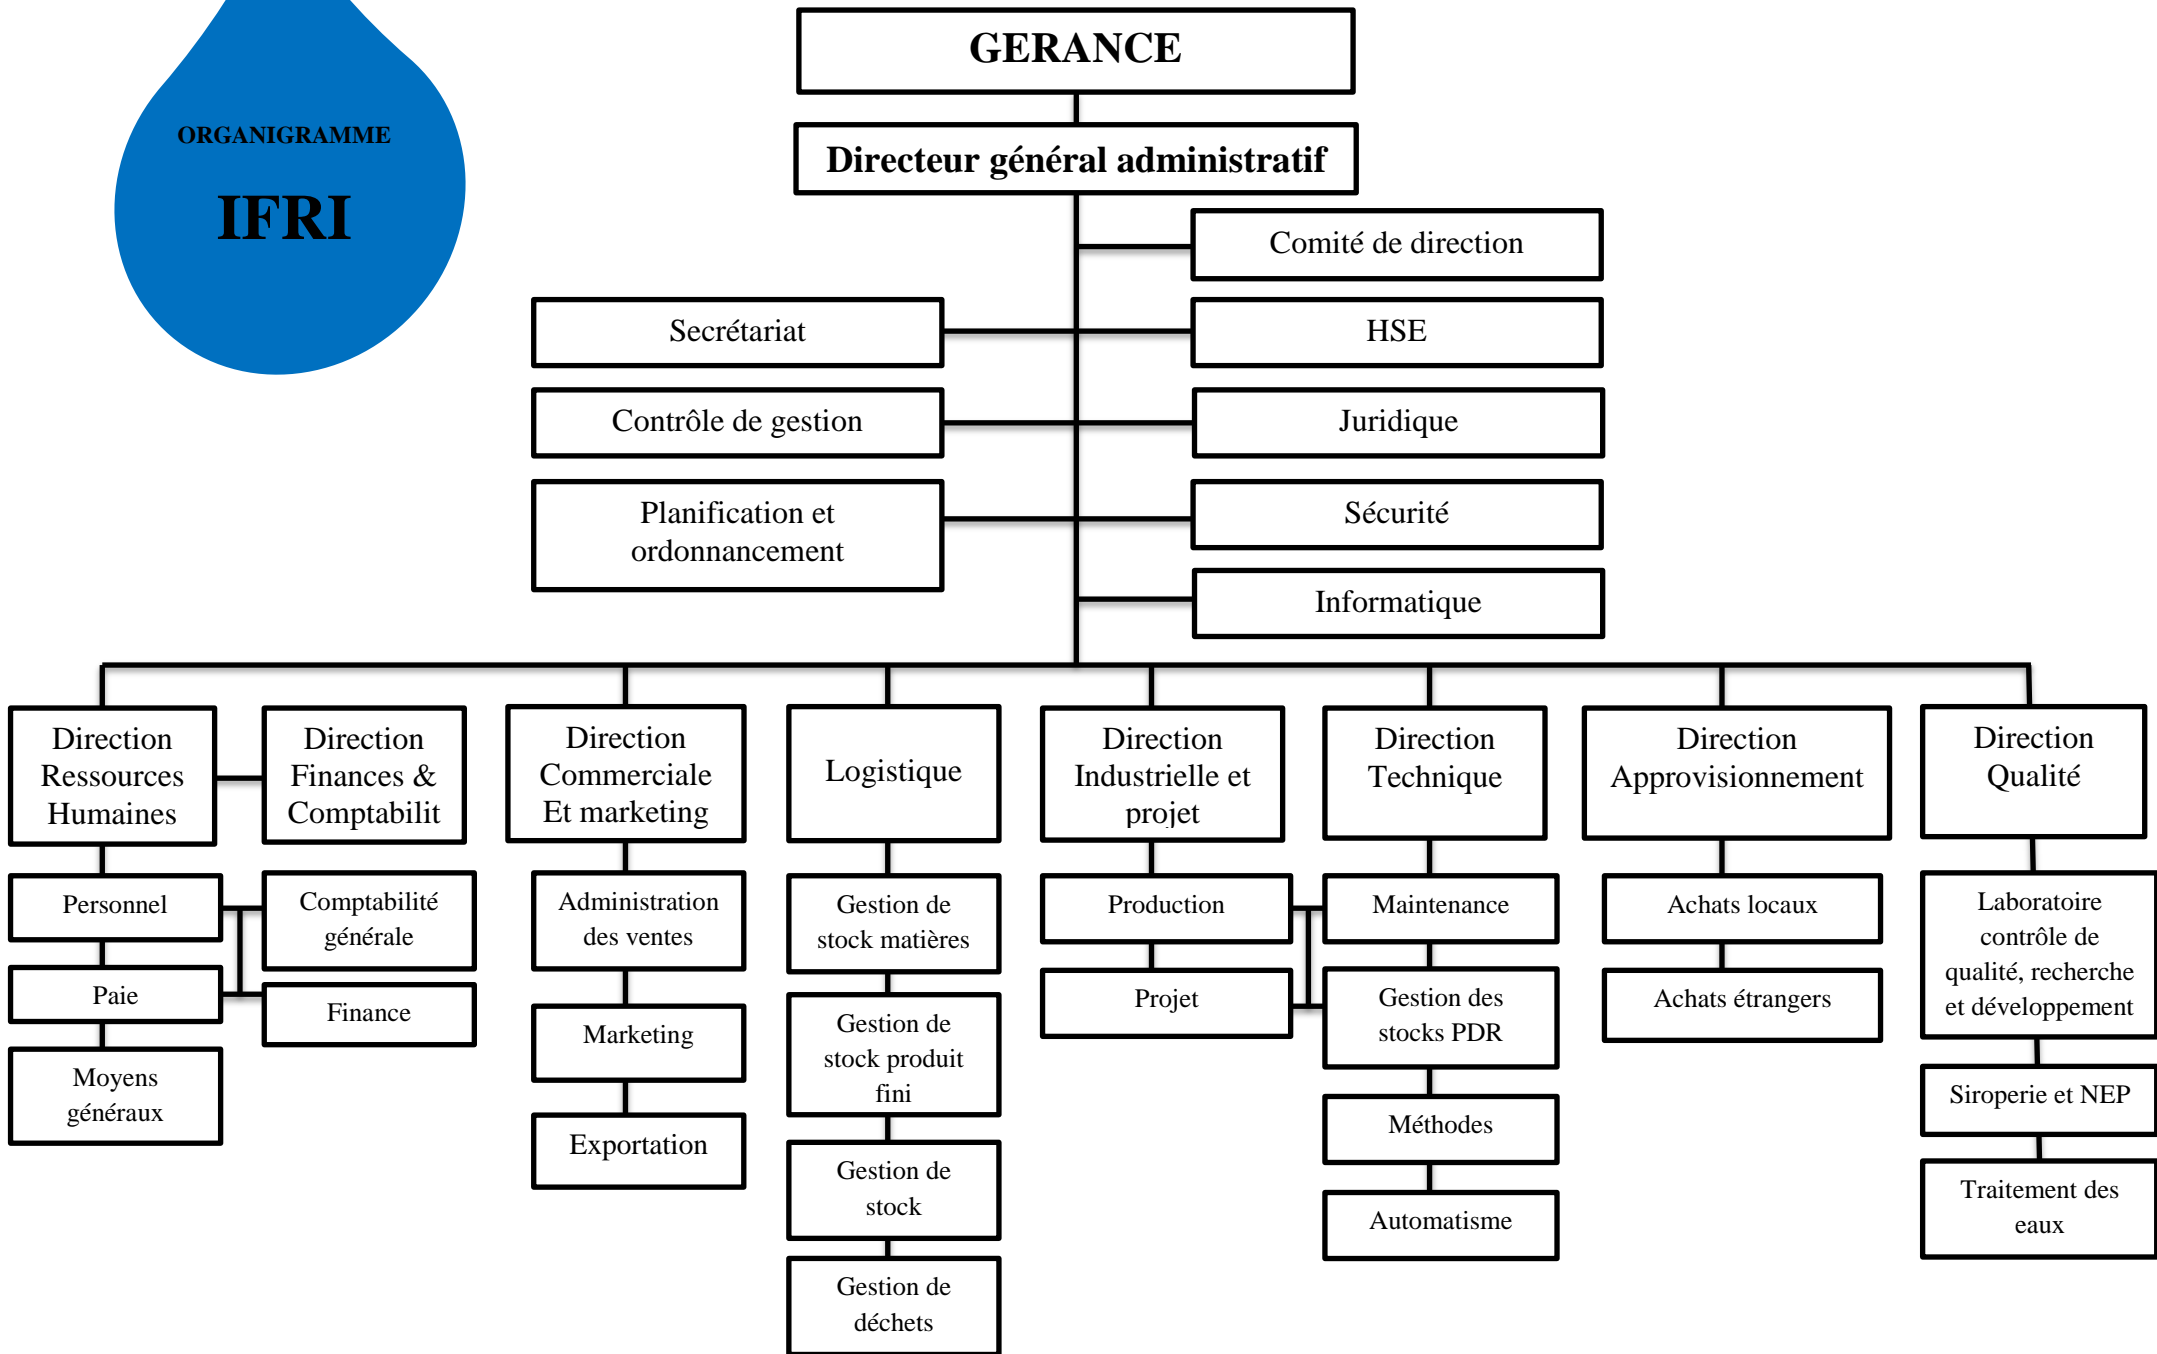 ORGANIGRAMME
IFRI
GERANCE
Directeur général administratif
Comité de direction
Secrétariat
HSE
Contrôle de gestion
Juridique
Planification et
ordonnancement
Sécurité
Informatique
Direction
Ressources
Humaines
Direction
Finances &
Comptabilit
Direction
Commerciale
Et marketing
Logistique
Direction
Industrielle et
projet
Direction
Technique
Direction
Approvisionnement
Direction
Qualité
Personnel
Paie
Moyens
généraux
Comptabilité
générale
Finance
Administration
des ventes
Marketing
Exportation
Gestion de
stock matières
Gestion de
stock produit
fini
Gestion de
stock
Gestion de
déchets
Production
Projet
Maintenance
Gestion des
stocks PDR
Méthodes
Automatisme
Achats locaux
Achats étrangers
Laboratoire
contrôle de
qualité, recherche
et développement
Siroperie et NEP
Traitement des
eaux